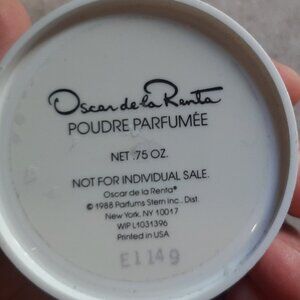 Oscar de la Renta
POUDRE PARFUMÉE
NET .75 OZ.
NOT FOR INDIVIDUAL SALE.
Oscar de la Renta®
© 1988 Parfums Stern Inc., Dist.
New York, NY 10017
WIP L1031396
Printed in USA
E1149